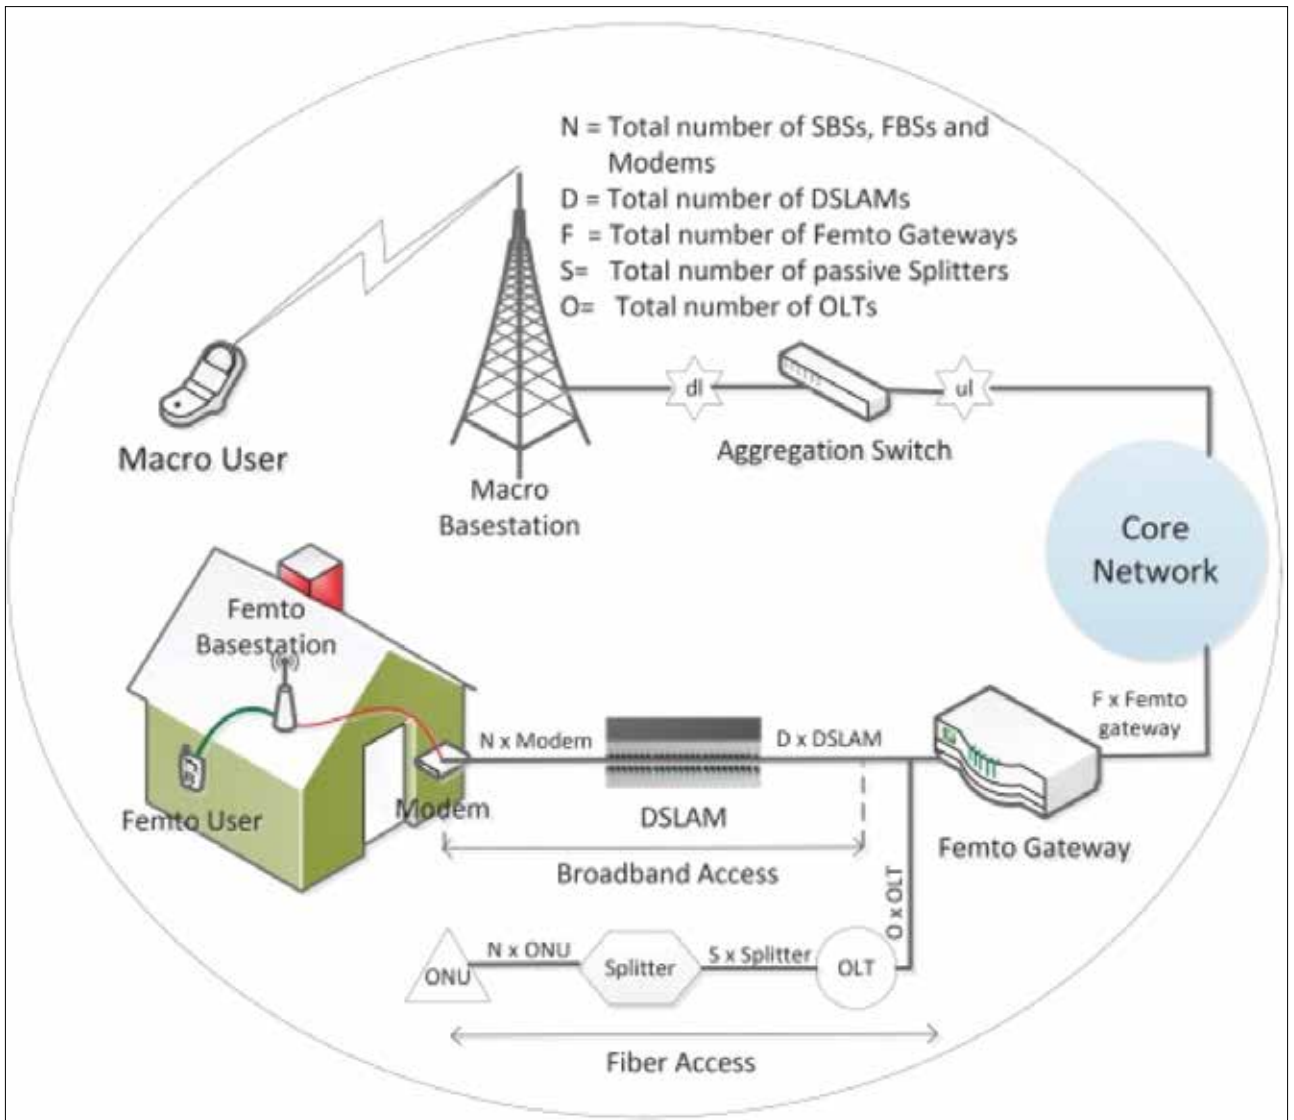 N = Total number of SBSs, FBSs and
Modems
D = Total number of DSLAMs
F = Total number of Femto Gateways
S= Total number of passive Splitters
O= Total number of OLTs
dl
ul
Aggregation Switch
Macro User
Macro
Basestation
Core
Network
Femto
Basestation
F x Femto
gateway
N x Modem
D x DSLAM
Femto User
Modem
DSLAM
Femto Gateway
Broadband Access
O x OLT
N x ONU
S x Splitter
ONU
Splitter
OLT
Fiber Access